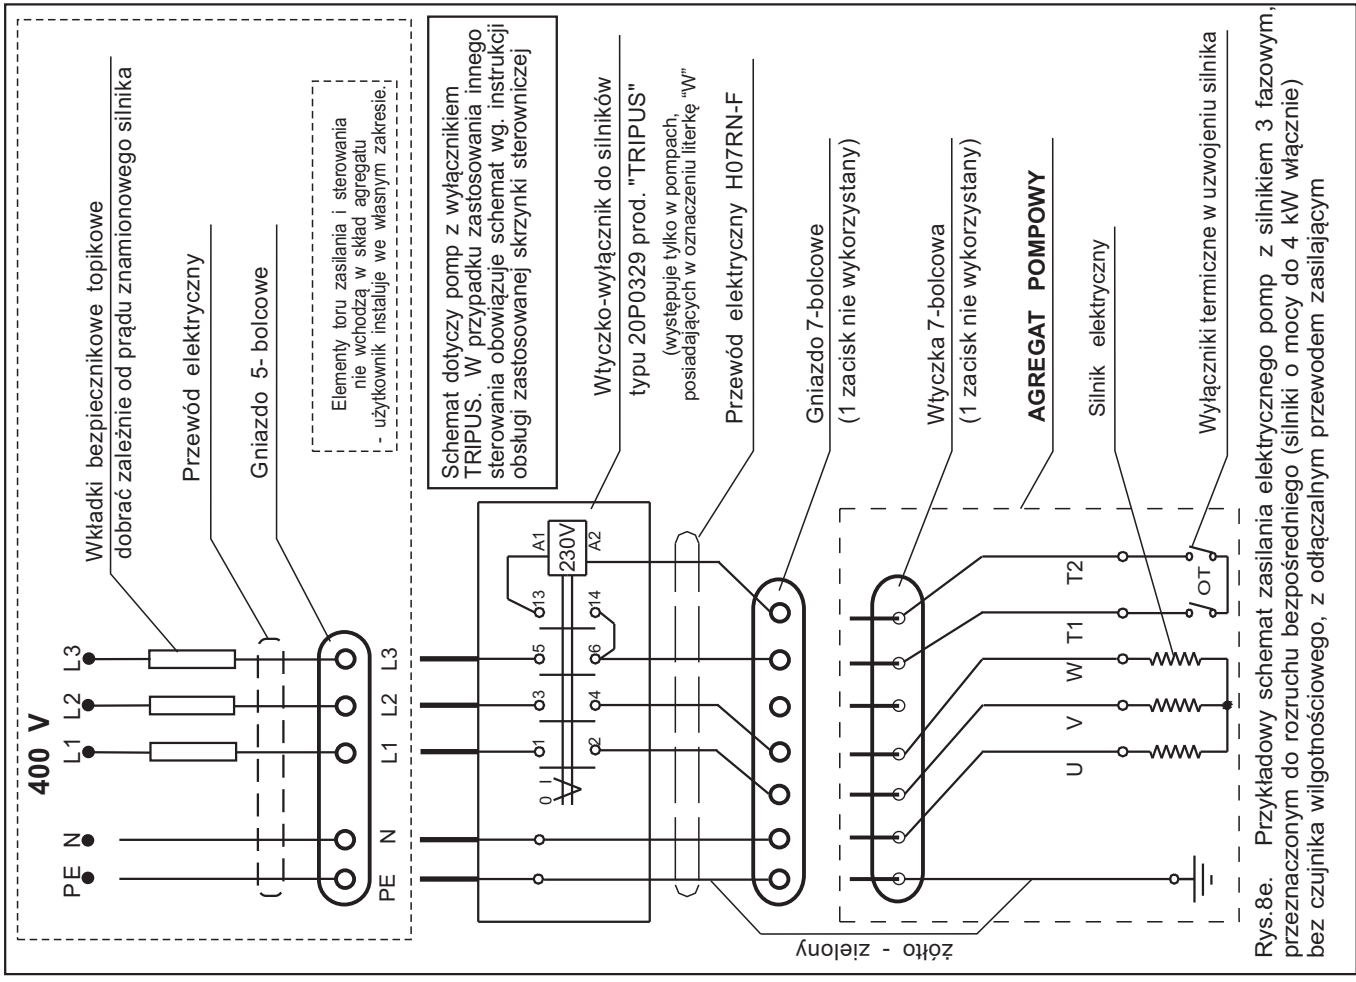 400 V
L3
L2
L1
N
PE
Wkładki bezpiecznikowe topikowe
dobrać zależnie od prądu znamionowego silnika
Przewód elektryczny
Gniazdo 5- bolcowe
Elementy toru zasilania i sterowania
nie wchodzą w skład agregatu
- użytkownik instaluje we własnym zakresie.
L3
L2
L1
N
PE
Schemat dotyczy pomp z wyłącznikiem
TRIPUS. W przypadku zastosowania innego
sterowania obowiązuje schemat wg. instrukcji
obsługi zastosowanej skrzynki sterowniczej
A1
230V
A2
13
14
5
6
3
4
1
2
0 I
Wtyczko-wyłącznik do silników
typu 20P0329 prod. "TRIPUS"
(występuje tylko w pompach,
posiadających w oznaczeniu literkę “W”
Przewód elektryczny H07RN-F
Gniazdo 7-bolcowe
(1 zacisk nie wykorzystany)
Wtyczka 7-bolcowa
(1 zacisk nie wykorzystany)
AGREGAT POMPOWY
Silnik elektryczny
Wyłączniki termiczne w uzwojeniu silnika
T2
T1
W
V
U
OT
żółto - zielony
Rys.8e. Przykładowy schemat zasilania elektrycznego pomp z silnikiem 3 fazowym,
przeznaczonym do rozruchu bezpośredniego (silniki o mocy do 4 kW włącznie)
bez czujnika wilgotnościowego, z odłączalnym przewodem zasilającym